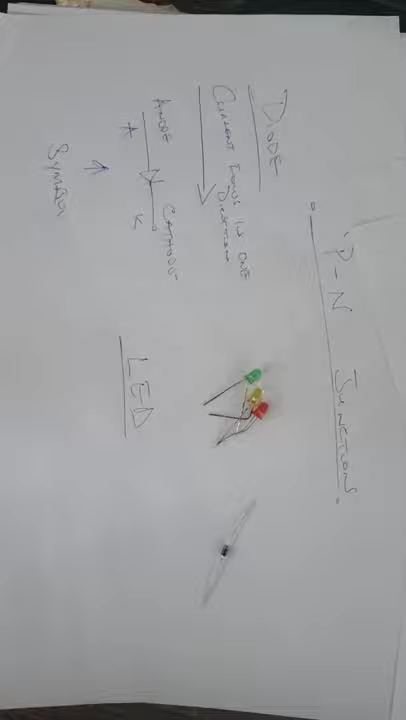 P-N JUNCTION.
DIODE
CURRENT FLOWS IN ONE
DIRECTION
ANODE
A
CATHODE
K
SYMBOL
LED